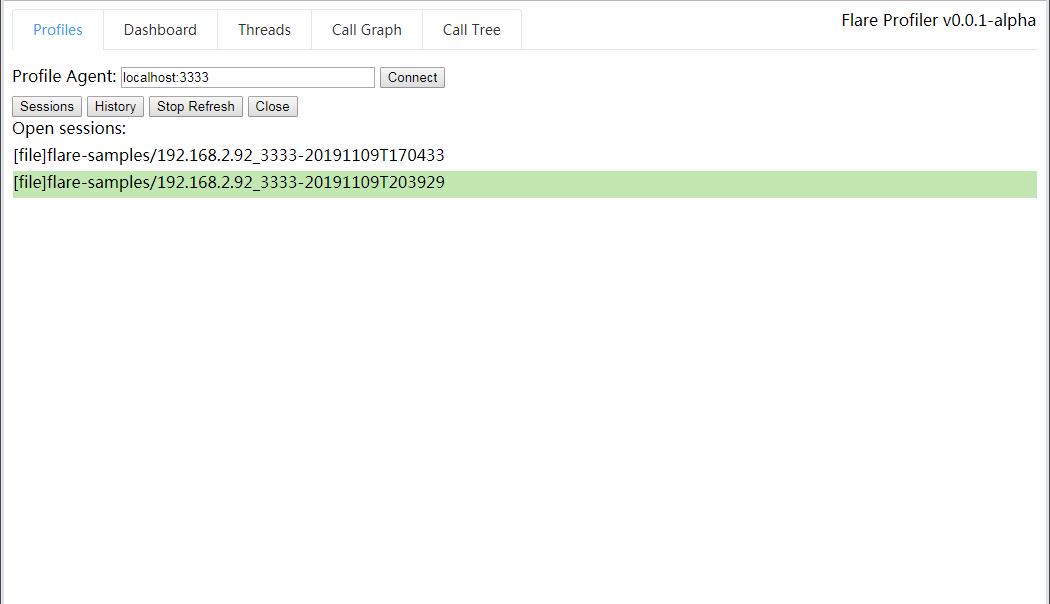 Profiles Dashboard Threads Call Graph Call Tree Flare Profiler v0.0.1-alpha
Profile Agent: localhost:3333 Connect
Sessions History Stop Refresh Close
Open sessions:
[file]flare-samples/192.168.2.92_3333-20191109T170433
[file]flare-samples/192.168.2.92_3333-20191109T203929